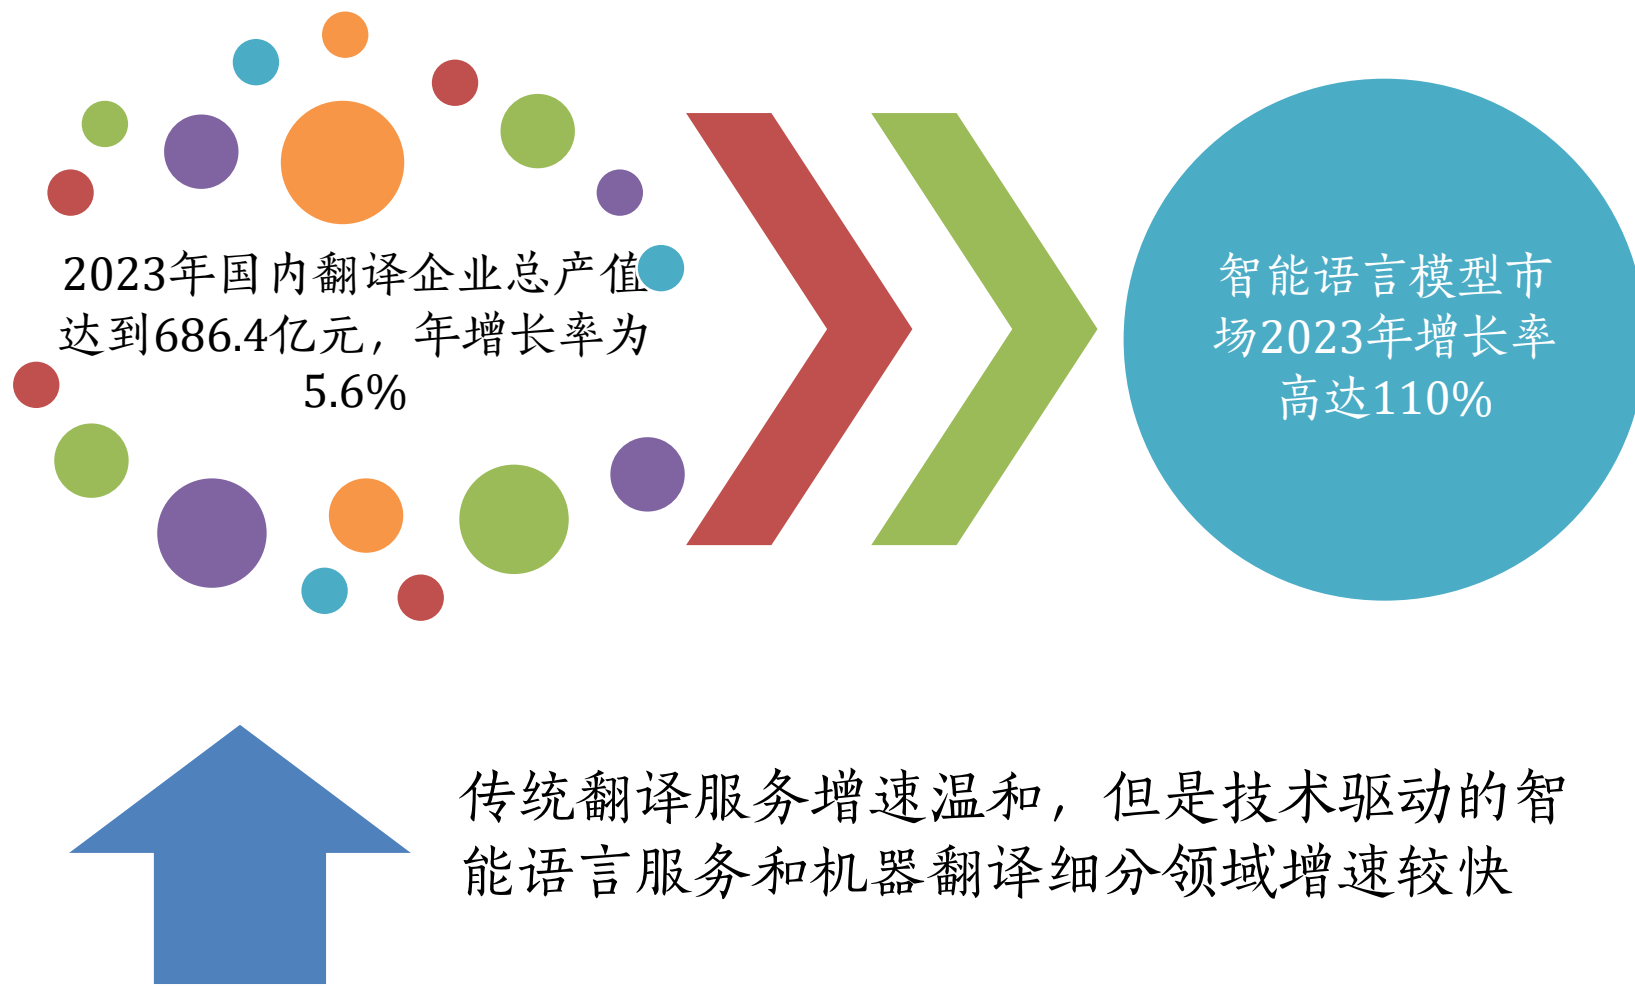 2023年国内翻译企业总产值
达到686.4亿元，年增长率为
5.6%
智能语言模型市
场2023年增长率
高达110%
传统翻译服务增速温和，但是技术驱动的智
能语言服务和机器翻译细分领域增速较快